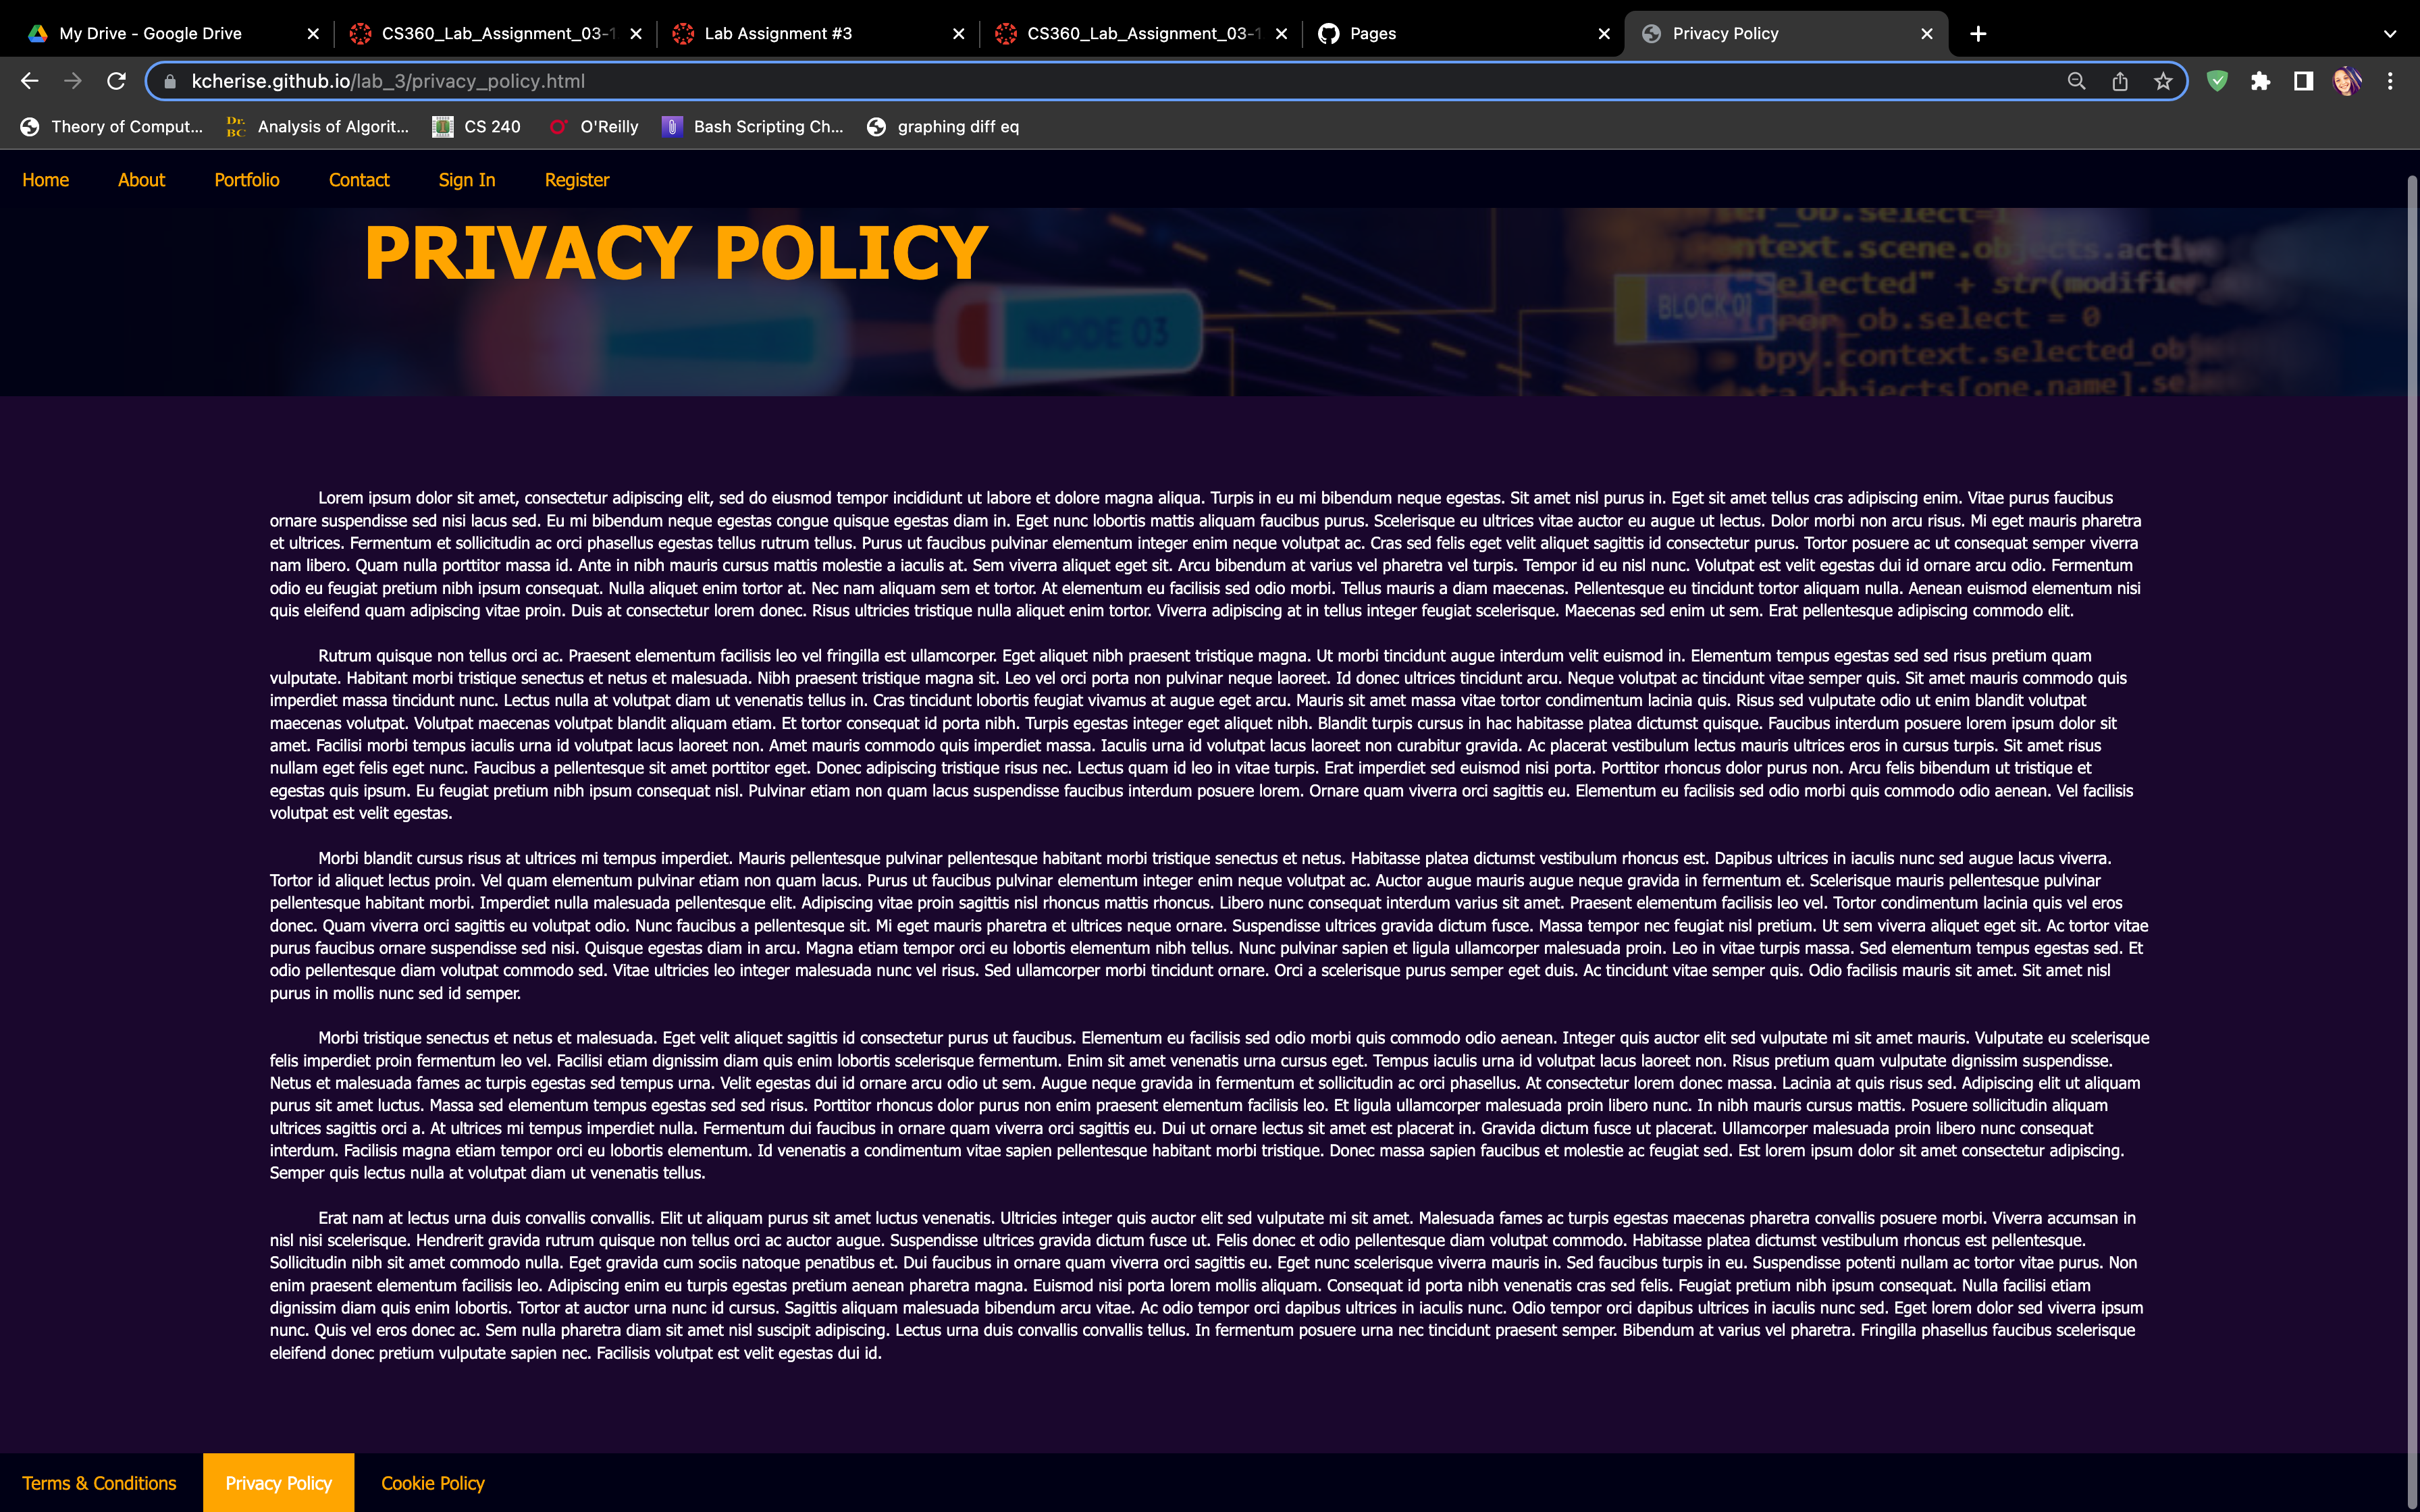 My Drive - Google Drive
CS360_Lab_Assignment_03-1
Lab Assignment #3
CS360_Lab_Assignment_03-1
Pages
Privacy Policy
kcherise.github.io/lab_3/privacy_policy.html
Theory of Comput...
Dr. BC
Analysis of Algorit...
CS 240
O'Reilly
Bash Scripting Ch...
graphing diff eq
Home
About
Portfolio
Contact
Sign In
Register
PRIVACY POLICY
NODE 03
BLOCK 01
er_ob.select=1
ntext.scene.objects.active
"Selected" + str(modifier
rror_ob.select = 0
bpy.context.selected_ob
data.objects[one.name].sel
Lorem ipsum dolor sit amet, consectetur adipiscing elit, sed do eiusmod tempor incididunt ut labore et dolore magna aliqua. Turpis in eu mi bibendum neque egestas. Sit amet nisl purus in. Eget sit amet tellus cras adipiscing enim. Vitae purus faucibus
ornare suspendisse sed nisi lacus sed. Eu mi bibendum neque egestas congue quisque egestas diam in. Eget nunc lobortis mattis aliquam faucibus purus. Scelerisque eu ultrices vitae auctor eu augue ut lectus. Dolor morbi non arcu risus. Mi eget mauris pharetra
et ultrices. Fermentum et sollicitudin ac orci phasellus egestas tellus rutrum tellus. Purus ut faucibus pulvinar elementum integer enim neque volutpat ac. Cras sed felis eget velit aliquet sagittis id consectetur purus. Tortor posuere ac ut consequat semper viverra
nam libero. Quam nulla porttitor massa id. Ante in nibh mauris cursus mattis molestie a iaculis at. Sem viverra aliquet eget sit. Arcu bibendum at varius vel pharetra vel turpis. Tempor id eu nisl nunc. Volutpat est velit egestas dui id ornare arcu odio. Fermentum
odio eu feugiat pretium nibh ipsum consequat. Nulla aliquet enim tortor at. Nec nam aliquam sem et tortor. At elementum eu facilisis sed odio morbi. Tellus mauris a diam maecenas. Pellentesque eu tincidunt tortor aliquam nulla. Aenean euismod elementum nisi
quis eleifend quam adipiscing vitae proin. Duis at consectetur lorem donec. Risus ultricies tristique nulla aliquet enim tortor. Viverra adipiscing at in tellus integer feugiat scelerisque. Maecenas sed enim ut sem. Erat pellentesque adipiscing commodo elit.
Rutrum quisque non tellus orci ac. Praesent elementum facilisis leo vel fringilla est ullamcorper. Eget aliquet nibh praesent tristique magna. Ut morbi tincidunt augue interdum velit euismod in. Elementum tempus egestas sed sed risus pretium quam
vulputate. Habitant morbi tristique senectus et netus et malesuada. Nibh praesent tristique magna sit. Leo vel orci porta non pulvinar neque laoreet. Id donec ultrices tincidunt arcu. Neque volutpat ac tincidunt vitae semper quis. Sit amet mauris commodo quis
imperdiet massa tincidunt nunc. Lectus nulla at volutpat diam ut venenatis tellus in. Cras tincidunt lobortis feugiat vivamus at augue eget arcu. Mauris sit amet massa vitae tortor condimentum lacinia quis. Risus sed vulputate odio ut enim blandit volutpat
maecenas volutpat. Volutpat maecenas volutpat blandit aliquam etiam. Et tortor consequat id porta nibh. Turpis egestas integer eget aliquet nibh. Blandit turpis cursus in hac habitasse platea dictumst quisque. Faucibus interdum posuere lorem ipsum dolor sit
amet. Facilisi morbi tempus iaculis urna id volutpat lacus laoreet non. Amet mauris commodo quis imperdiet massa. Iaculis urna id volutpat lacus laoreet non curabitur gravida. Ac placerat vestibulum lectus mauris ultrices eros in cursus turpis. Sit amet risus
nullam eget felis eget nunc. Faucibus a pellentesque sit amet porttitor eget. Donec adipiscing tristique risus nec. Lectus quam id leo in vitae turpis. Erat imperdiet sed euismod nisi porta. Porttitor rhoncus dolor purus non. Arcu felis bibendum ut tristique et
egestas quis ipsum. Eu feugiat pretium nibh ipsum consequat nisl. Pulvinar etiam non quam lacus suspendisse faucibus interdum posuere lorem. Ornare quam viverra orci sagittis eu. Elementum eu facilisis sed odio morbi quis commodo odio aenean. Vel facilisis
volutpat est velit egestas.
Morbi blandit cursus risus at ultrices mi tempus imperdiet. Mauris pellentesque pulvinar pellentesque habitant morbi tristique senectus et netus. Habitasse platea dictumst vestibulum rhoncus est. Dapibus ultrices in iaculis nunc sed augue lacus viverra.
Tortor id aliquet lectus proin. Vel quam elementum pulvinar etiam non quam lacus. Purus ut faucibus pulvinar elementum integer enim neque volutpat ac. Auctor augue mauris augue neque gravida in fermentum et. Scelerisque mauris pellentesque pulvinar
pellentesque habitant morbi. Imperdiet nulla malesuada pellentesque elit. Adipiscing vitae proin sagittis nisl rhoncus mattis rhoncus. Libero nunc consequat interdum varius sit amet. Praesent elementum facilisis leo vel. Tortor condimentum lacinia quis vel eros
donec. Quam viverra orci sagittis eu volutpat odio. Nunc faucibus a pellentesque sit. Mi eget mauris pharetra et ultrices neque ornare. Suspendisse ultrices gravida dictum fusce. Massa tempor nec feugiat nisl pretium. Ut sem viverra aliquet eget sit. Ac tortor vitae
purus faucibus ornare suspendisse sed nisi. Quisque egestas diam in arcu. Magna etiam tempor orci eu lobortis elementum nibh tellus. Nunc pulvinar sapien et ligula ullamcorper malesuada proin. Leo in vitae turpis massa. Sed elementum tempus egestas sed. Et
odio pellentesque diam volutpat commodo sed. Vitae ultricies leo integer malesuada nunc vel risus. Sed ullamcorper morbi tincidunt ornare. Orci a scelerisque purus semper eget duis. Ac tincidunt vitae semper quis. Odio facilisis mauris sit amet. Sit amet nisl
purus in mollis nunc sed id semper.
Morbi tristique senectus et netus et malesuada. Eget velit aliquet sagittis id consectetur purus ut faucibus. Elementum eu facilisis sed odio morbi quis commodo odio aenean. Integer quis auctor elit sed vulputate mi sit amet mauris. Vulputate eu scelerisque
felis imperdiet proin fermentum leo vel. Facilisi etiam dignissim diam quis enim lobortis scelerisque fermentum. Enim sit amet venenatis urna cursus eget. Tempus iaculis urna id volutpat lacus laoreet non. Risus pretium quam vulputate dignissim suspendisse.
Netus et malesuada fames ac turpis egestas sed tempus urna. Velit egestas dui id ornare arcu odio ut sem. Augue neque gravida in fermentum et sollicitudin ac orci phasellus. At consectetur lorem donec massa. Lacinia at quis risus sed. Adipiscing elit ut aliquam
purus sit amet luctus. Massa sed elementum tempus egestas sed sed risus. Porttitor rhoncus dolor purus non enim praesent elementum facilisis leo. Et ligula ullamcorper malesuada proin libero nunc. In nibh mauris cursus mattis. Posuere sollicitudin aliquam
ultrices sagittis orci a. At ultrices mi tempus imperdiet nulla. Fermentum dui faucibus in ornare quam viverra orci sagittis eu. Dui ut ornare lectus sit amet est placerat in. Gravida dictum fusce ut placerat. Ullamcorper malesuada proin libero nunc consequat
interdum. Facilisis magna etiam tempor orci eu lobortis elementum. Id venenatis a condimentum vitae sapien pellentesque habitant morbi tristique. Donec massa sapien faucibus et molestie ac feugiat sed. Est lorem ipsum dolor sit amet consectetur adipiscing.
Semper quis lectus nulla at volutpat diam ut venenatis tellus.
Erat nam at lectus urna duis convallis convallis. Elit ut aliquam purus sit amet luctus venenatis. Ultricies integer quis auctor elit sed vulputate mi sit amet. Malesuada fames ac turpis egestas maecenas pharetra convallis posuere morbi. Viverra accumsan in
nisl nisi scelerisque. Hendrerit gravida rutrum quisque non tellus orci ac auctor augue. Suspendisse ultrices gravida dictum fusce ut. Felis donec et odio pellentesque diam volutpat commodo. Habitasse platea dictumst vestibulum rhoncus est pellentesque.
Sollicitudin nibh sit amet commodo nulla. Eget gravida cum sociis natoque penatibus et. Dui faucibus in ornare quam viverra orci sagittis eu. Eget nunc scelerisque viverra mauris in. Sed faucibus turpis in eu. Suspendisse potenti nullam ac tortor vitae purus. Non
enim praesent elementum facilisis leo. Adipiscing enim eu turpis egestas pretium aenean pharetra magna. Euismod nisi porta lorem mollis aliquam. Consequat id porta nibh venenatis cras sed felis. Feugiat pretium nibh ipsum consequat. Nulla facilisi etiam
dignissim diam quis enim lobortis. Tortor at auctor urna nunc id cursus. Sagittis aliquam malesuada bibendum arcu vitae. Ac odio tempor orci dapibus ultrices in iaculis nunc. Odio tempor orci dapibus ultrices in iaculis nunc sed. Eget lorem dolor sed viverra ipsum
nunc. Quis vel eros donec ac. Sem nulla pharetra diam sit amet nisl suscipit adipiscing. Lectus urna duis convallis convallis tellus. In fermentum posuere urna nec tincidunt praesent semper. Bibendum at varius vel pharetra. Fringilla phasellus faucibus scelerisque
eleifend donec pretium vulputate sapien nec. Facilisis volutpat est velit egestas dui id.
Terms & Conditions
Privacy Policy
Cookie Policy